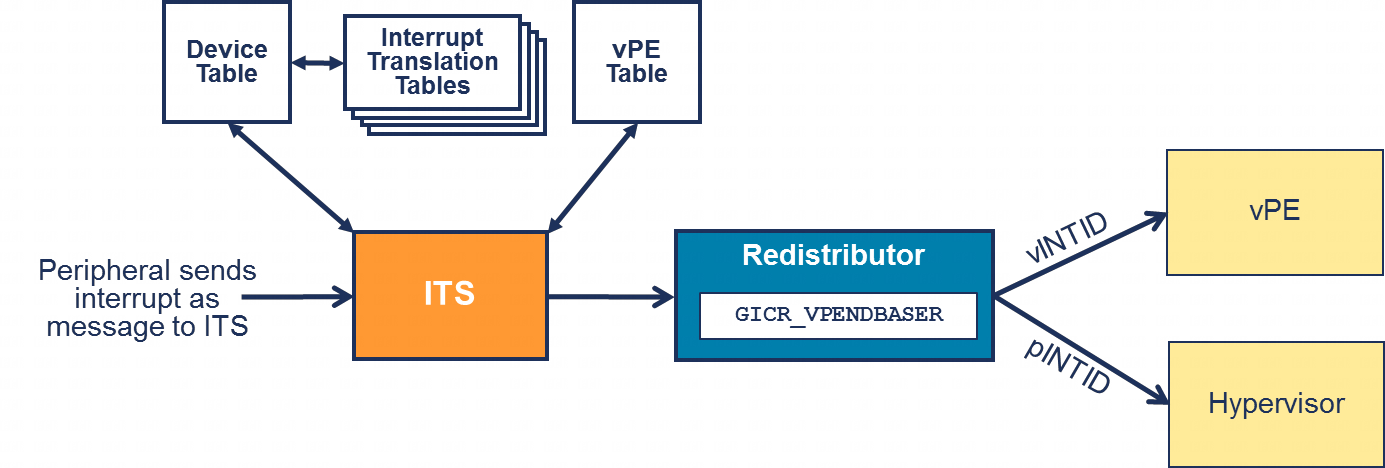 Device
Table
Interrupt
Translation
Tables
vPE
Table
Peripheral sends
interrupt as
message to ITS
ITS
Redistributor
GICR_VPENDBASER
vINTID
pINTID
vPE
Hypervisor